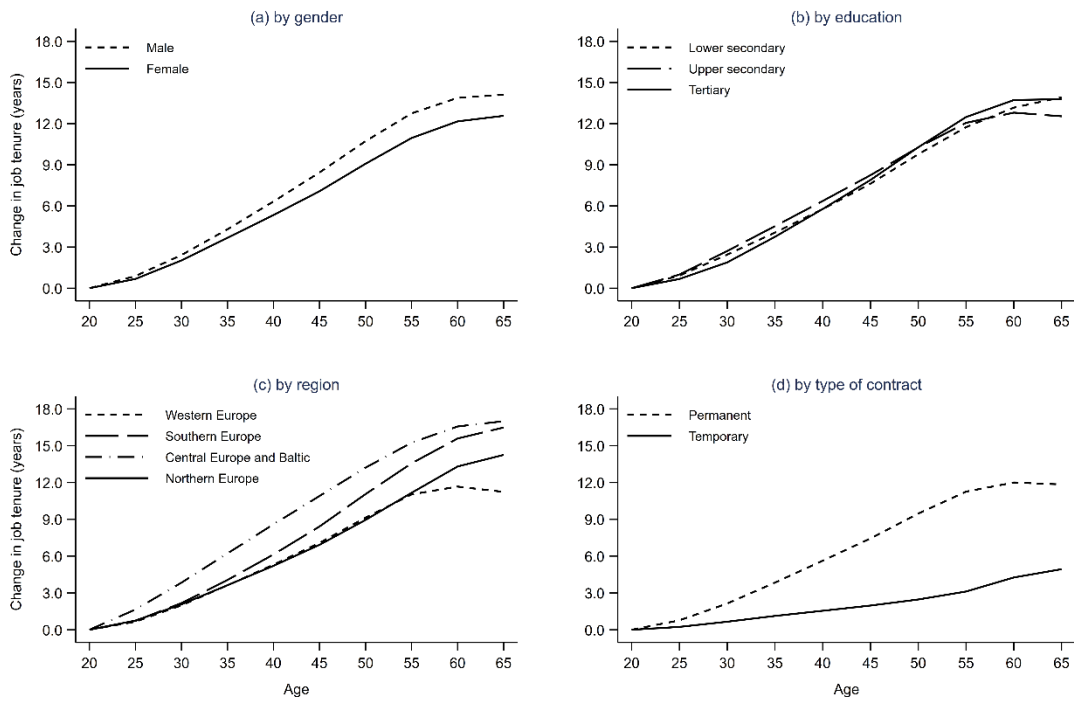 (a) by gender
Change in job tenure (years)
18.0
15.0
12.0
9.0
6.0
3.0
0.0
Male
Female
20 25 30 35 40 45 50 55 60 65
(b) by education
18.0
15.0
12.0
9.0
6.0
3.0
0.0
Lower secondary
Upper secondary
Tertiary
20 25 30 35 40 45 50 55 60 65
(c) by region
Change in job tenure (years)
18.0
15.0
12.0
9.0
6.0
3.0
0.0
Western Europe
Southern Europe
Central Europe and Baltic
Northern Europe
20 25 30 35 40 45 50 55 60 65
Age
(d) by type of contract
18.0
15.0
12.0
9.0
6.0
3.0
0.0
Permanent
Temporary
20 25 30 35 40 45 50 55 60 65
Age